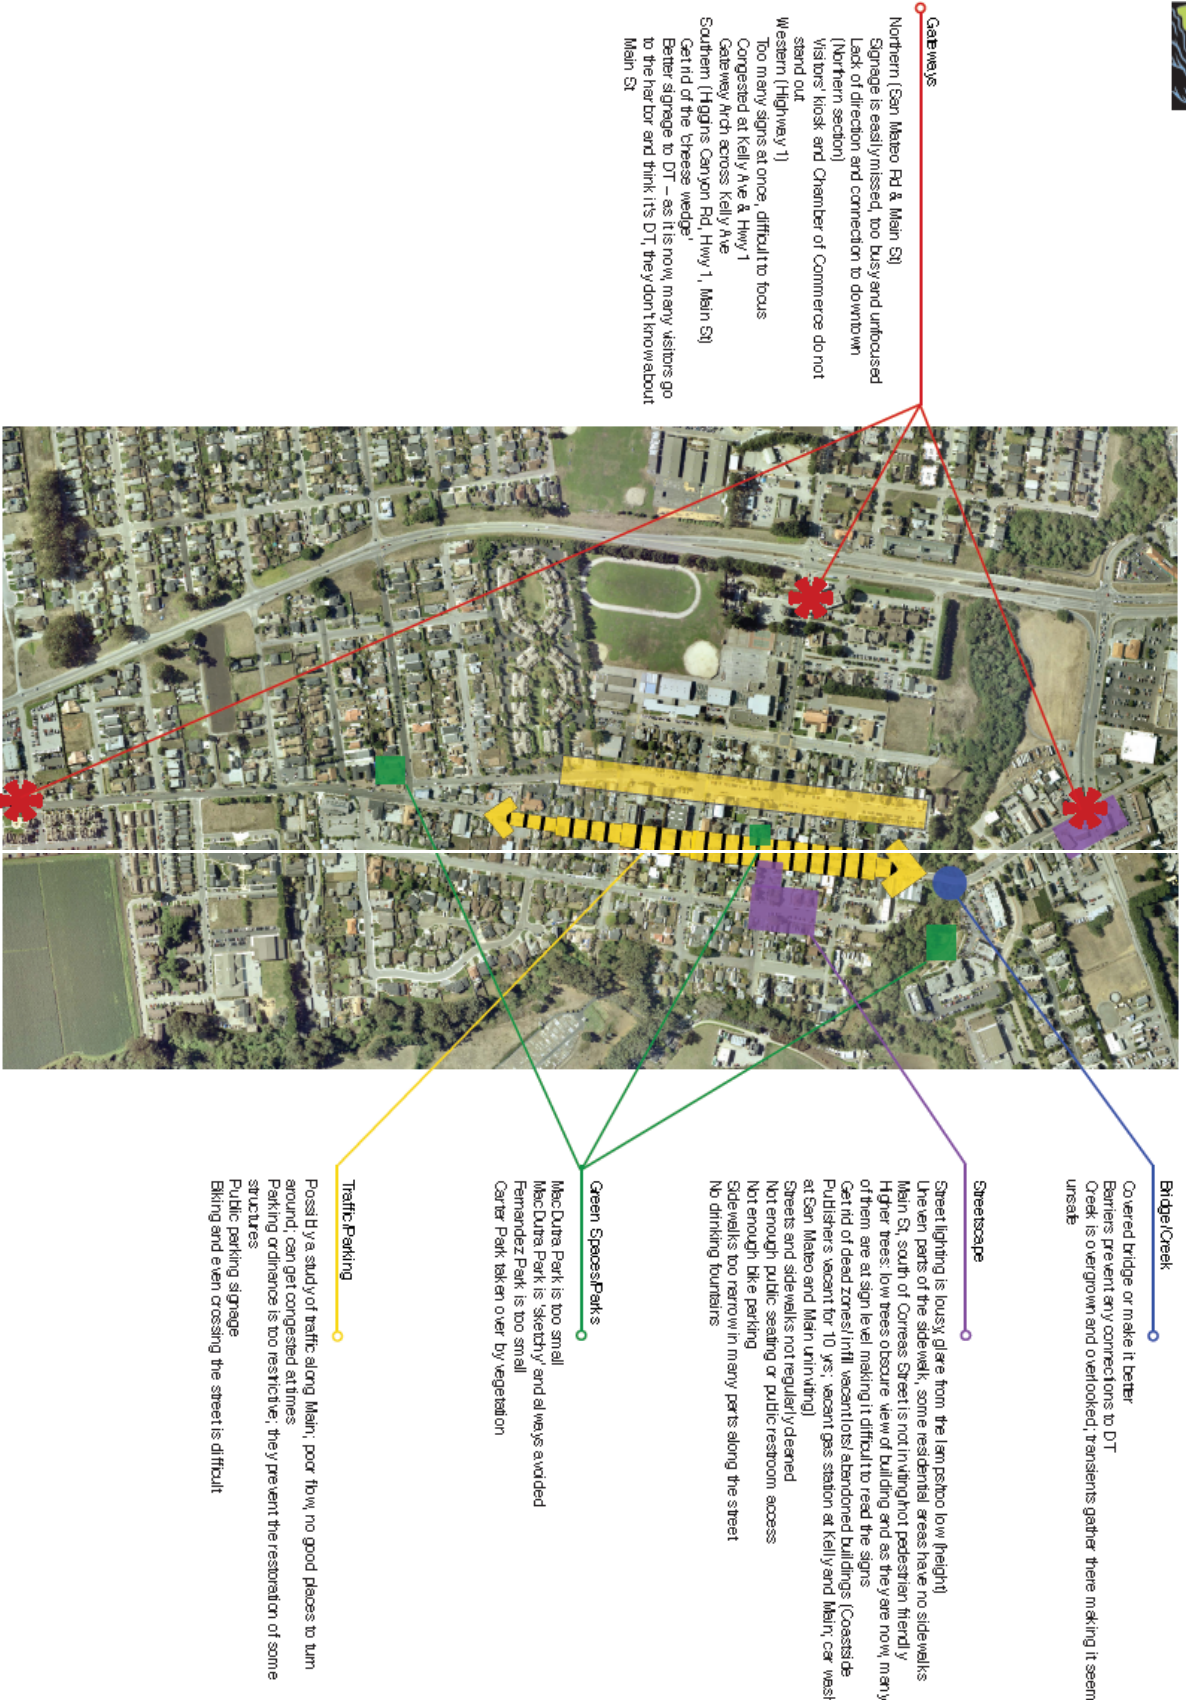 Gateways
Northern (San Mateo Rd & Main St)
Signage is easily missed, too busy and unfocused
Lack of direction and connection to downtown
(Northern section)
Visitors' kiosk and Chamber of Commerce do not
stand out
Western (Highway 1)
Too many signs at once, difficult to focus
Congested at Kelly Ave & Hwy 1
Gateway Arch across Kelly Ave
Southern (Higgins Canyon Rd, Hwy 1, Main St)
Get rid of the 'cheese wedge'
Better signage to DT – as it is now, many visitors go
to the harbor and think it's DT, they don't know about
Main St
Bridge/Creek
Covered bridge or make it better
Barriers prevent any connections to DT
Creek is overgrown and overlooked; transients gather there making it seem
unsafe
Streetscape
Street lighting is lousy, glare from the lamps/too low (height)
Uneven parts of the sidewalk, some residential areas have no sidewalks
Main St, south of Correas Street is not inviting/not pedestrian friendly
Higher trees: low trees obscure view of building and as they are now, many
of them are at sign level making it difficult to read the signs
Get rid of dead zones/ infill vacant lots/ abandoned buildings (Coastside
Publishers vacant for 10 yrs; vacant gas station at Kelly and Main; car wash
at San Mateo and Main uninviting)
Streets and sidewalks not regularly cleaned
Not enough public seating or public restroom access
Not enough bike parking
Sidewalks too narrow in many parts along the street
No drinking fountains
Green Spaces/Parks
Mac Dutra Park is too small
Mac Dutra Park is 'sketchy' and always avoided
Fernandez Park is too small
Carter Park taken over by vegetation
Traffic/Parking
Possibly a study of traffic along Main; poor flow, no good places to turn
around; can get congested at times
Parking ordinance is too restrictive; they prevent the restoration of some
structures
Public parking signage
Biking and even crossing the street is difficult